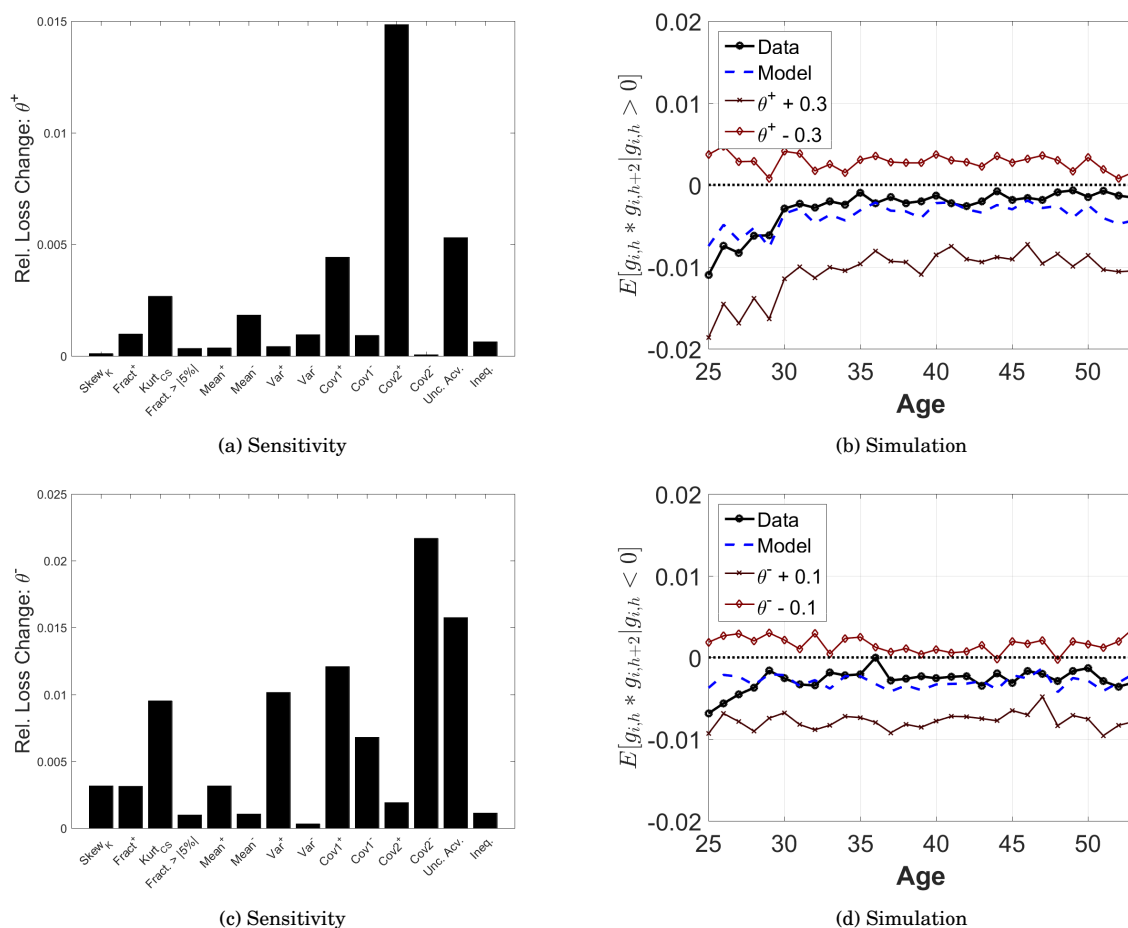 Rel. Loss Change: θ⁺
0.015
0.01
0.005
0
Skew_K
Fract⁺
Kurt_CS
Fract. > |5%|
Mean⁺
Mean⁻
Var⁺
Var⁻
Cov1⁺
Cov1⁻
Cov2⁺
Cov2⁻
Unc. Acv.
Ineq.
(a) Sensitivity
E[g_{i,h} * g_{i,h+2}|g_{i,h} > 0]
0.02
0.01
0
-0.01
-0.02
Data
Model
θ⁺ + 0.3
θ⁺ - 0.3
25 30 35 40 45 50
Age
(b) Simulation
Rel. Loss Change: θ⁻
0.025
0.02
0.015
0.01
0.005
0
Skew_K
Fract⁺
Kurt_CS
Fract. > |5%|
Mean⁺
Mean⁻
Var⁺
Var⁻
Cov1⁺
Cov1⁻
Cov2⁺
Cov2⁻
Unc. Acv.
Ineq.
(c) Sensitivity
E[g_{i,h} * g_{i,h+2}|g_{i,h} < 0]
0.02
0.01
0
-0.01
-0.02
Data
Model
θ⁻ + 0.1
θ⁻ - 0.1
25 30 35 40 45 50
Age
(d) Simulation